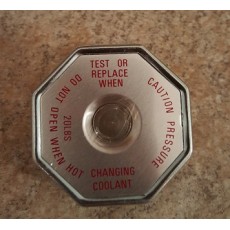 TEST OR
REPLACE
WHEN
CHANGING
COOLANT
CAUTION PRESSURE
DO NOT OPEN WHEN HOT
20LBS